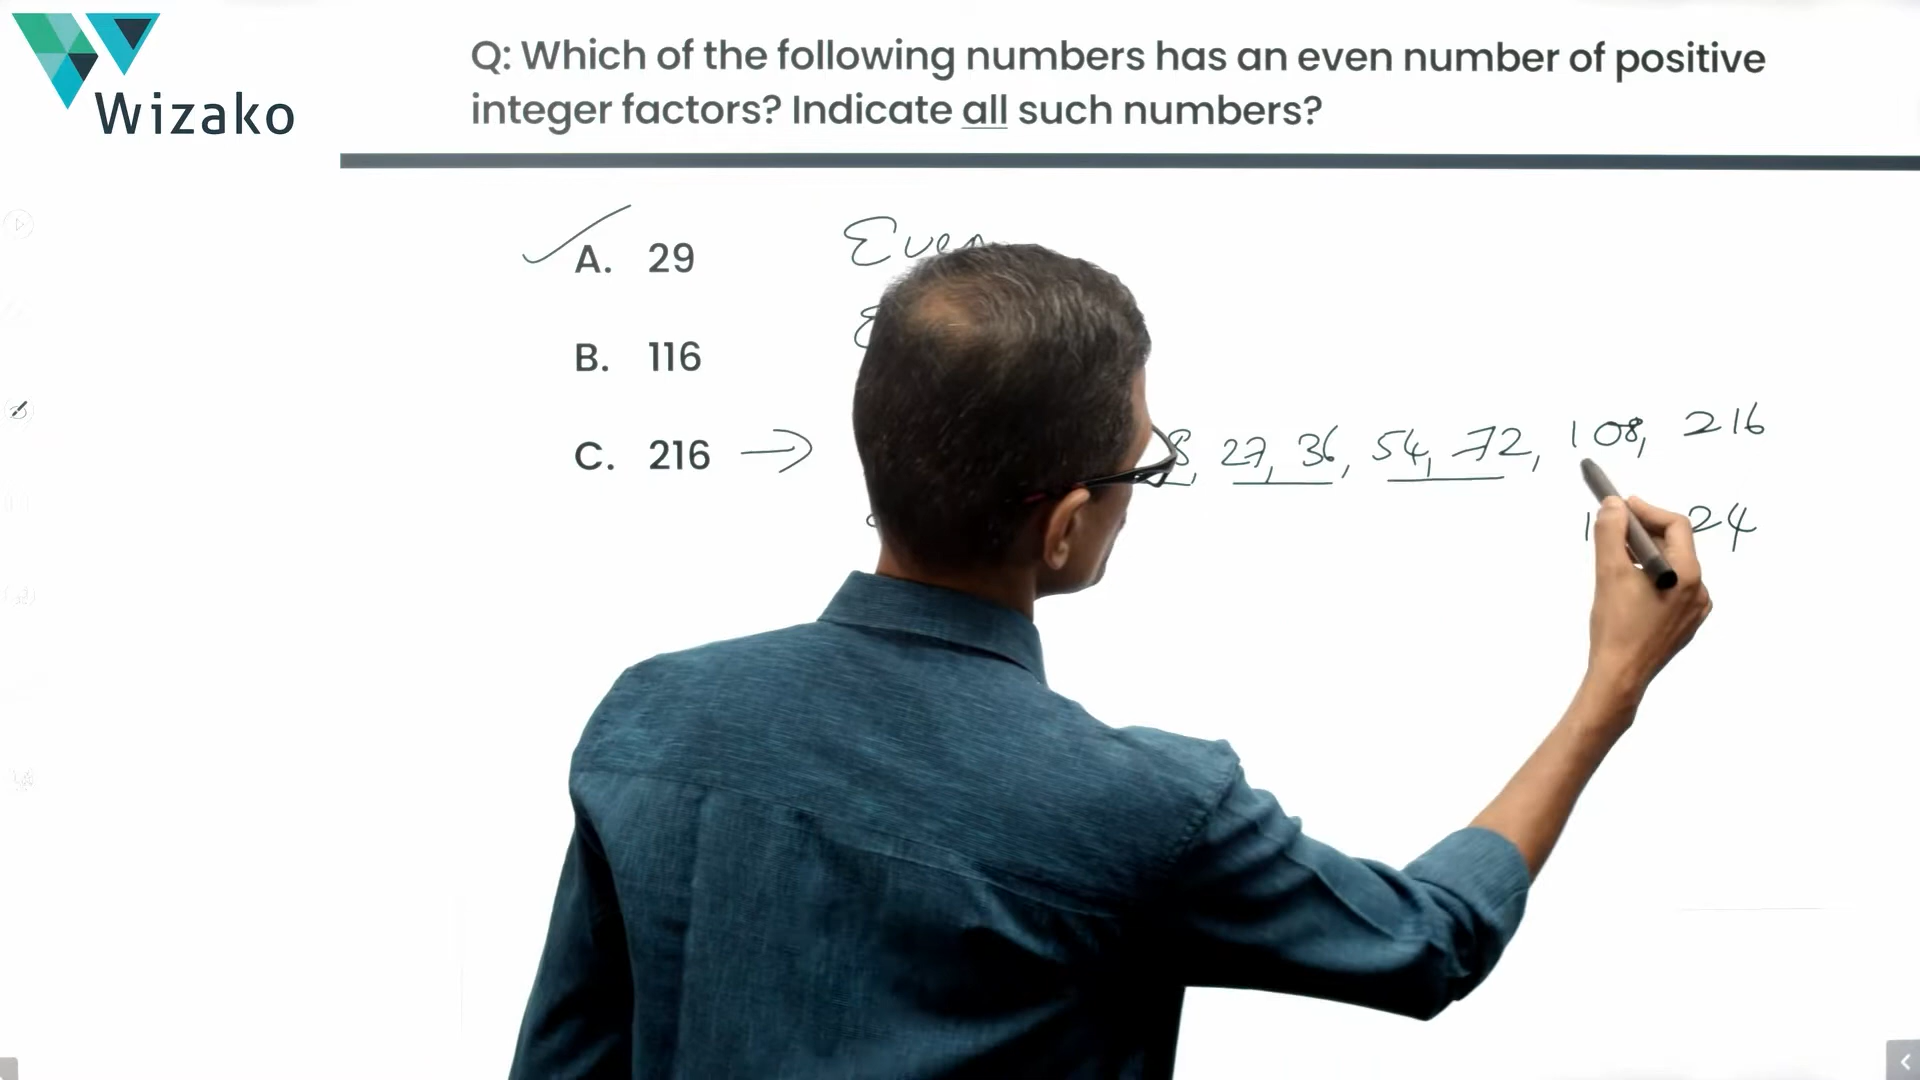 Wizako
Q: Which of the following numbers has an even number of positive
integer factors? Indicate all such numbers?
A. 29
B. 116
C. 216 → 27, 36, 54, 72, 108, 216
24